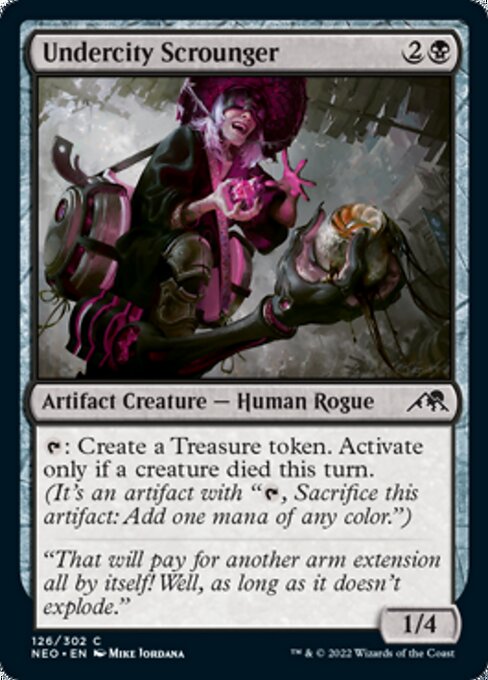 Undercity Scrounger 2
Artifact Creature — Human Rogue
: Create a Treasure token. Activate
only if a creature died this turn.
(It's an artifact with “, Sacrifice this
artifact: Add one mana of any color.”)
“That will pay for another arm extension
all by itself! Well, as long as it doesn't
explode.”
1/4
126/302 C
NEO • EN Mike Jordana
™ & © 2022 Wizards of the Coast